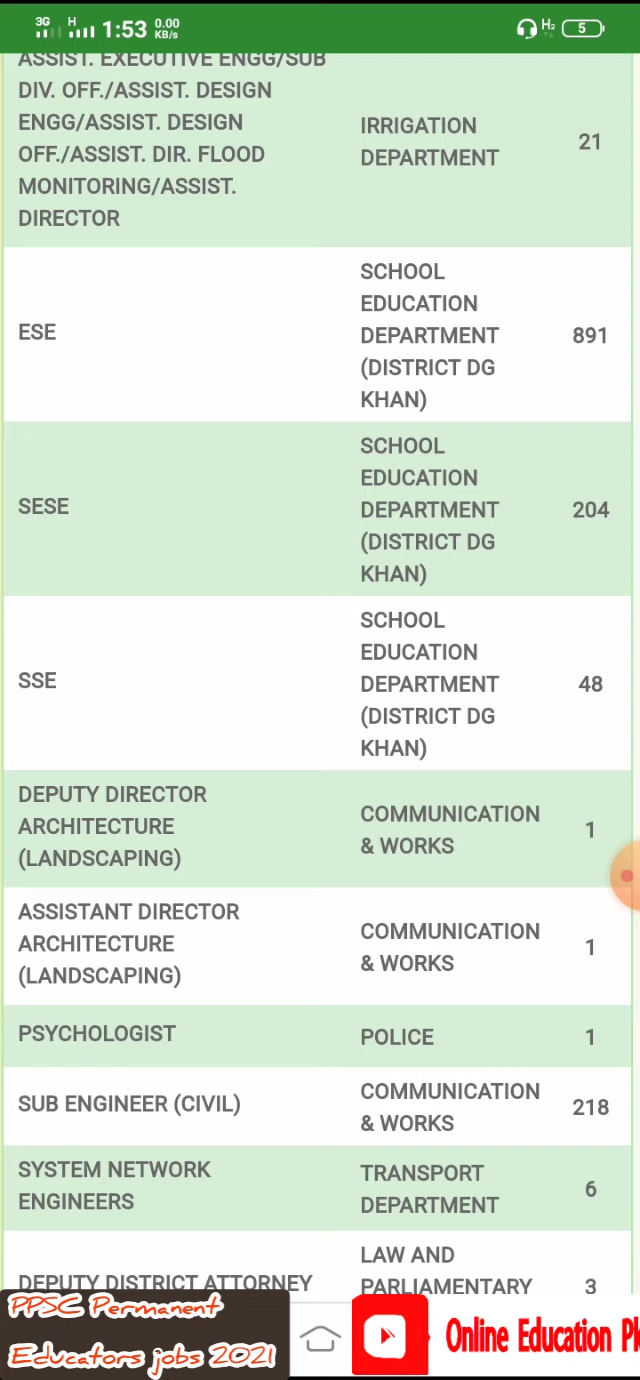 3G H 1:53 0.00 KB/s H2 5
ASSIST. EXECUTIVE ENGG/SUB
DIV. OFF./ASSIST. DESIGN
ENGG/ASSIST. DESIGN
OFF./ASSIST. DIR. FLOOD
MONITORING/ASSIST.
DIRECTOR
IRRIGATION
DEPARTMENT
21
ESE
SCHOOL
EDUCATION
DEPARTMENT
(DISTRICT DG
KHAN)
891
SESE
SCHOOL
EDUCATION
DEPARTMENT
(DISTRICT DG
KHAN)
204
SSE
SCHOOL
EDUCATION
DEPARTMENT
(DISTRICT DG
KHAN)
48
DEPUTY DIRECTOR
ARCHITECTURE
(LANDSCAPING)
COMMUNICATION
& WORKS
1
ASSISTANT DIRECTOR
ARCHITECTURE
(LANDSCAPING)
COMMUNICATION
& WORKS
1
PSYCHOLOGIST
POLICE
1
SUB ENGINEER (CIVIL)
COMMUNICATION
& WORKS
218
SYSTEM NETWORK
ENGINEERS
TRANSPORT
DEPARTMENT
6
DEPUTY DISTRICT ATTORNEY
LAW AND
PARLIAMENTARY
3
PPSC Permanent
Educators jobs 2021
Online Education Pl